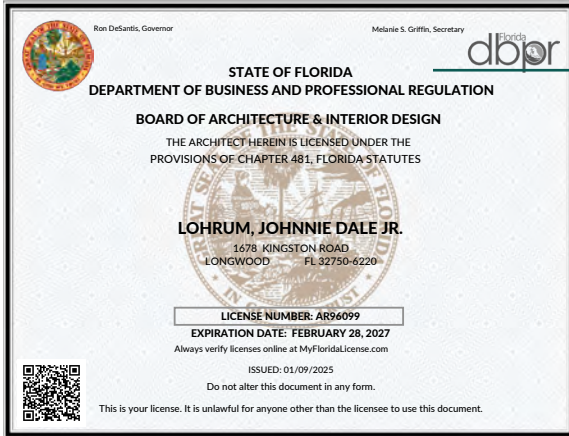 Ron DeSantis, Governor
Melanie S. Griffin, Secretary
Florida
dbpr
STATE OF FLORIDA
DEPARTMENT OF BUSINESS AND PROFESSIONAL REGULATION
BOARD OF ARCHITECTURE & INTERIOR DESIGN
THE ARCHITECT HEREIN IS LICENSED UNDER THE
PROVISIONS OF CHAPTER 481, FLORIDA STATUTES
LOHRUM, JOHNNIE DALE JR.
1678 KINGSTON ROAD
LONGWOOD FL 32750-6220
LICENSE NUMBER: AR96099
EXPIRATION DATE: FEBRUARY 28, 2027
Always verify licenses online at MyFloridaLicense.com
ISSUED: 01/09/2025
Do not alter this document in any form.
This is your license. It is unlawful for anyone other than the licensee to use this document.